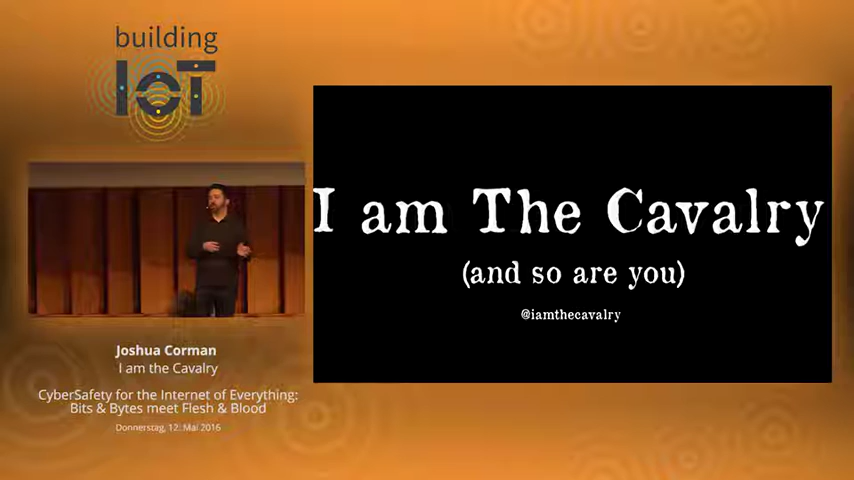 building
IoT
I am The Cavalry
(and so are you)
@iamthecavalry
Joshua Corman
I am the Cavalry
CyberSafety for the Internet of Everything:
Bits & Bytes meet Flesh & Blood
Donnerstag, 12. Mai 2016